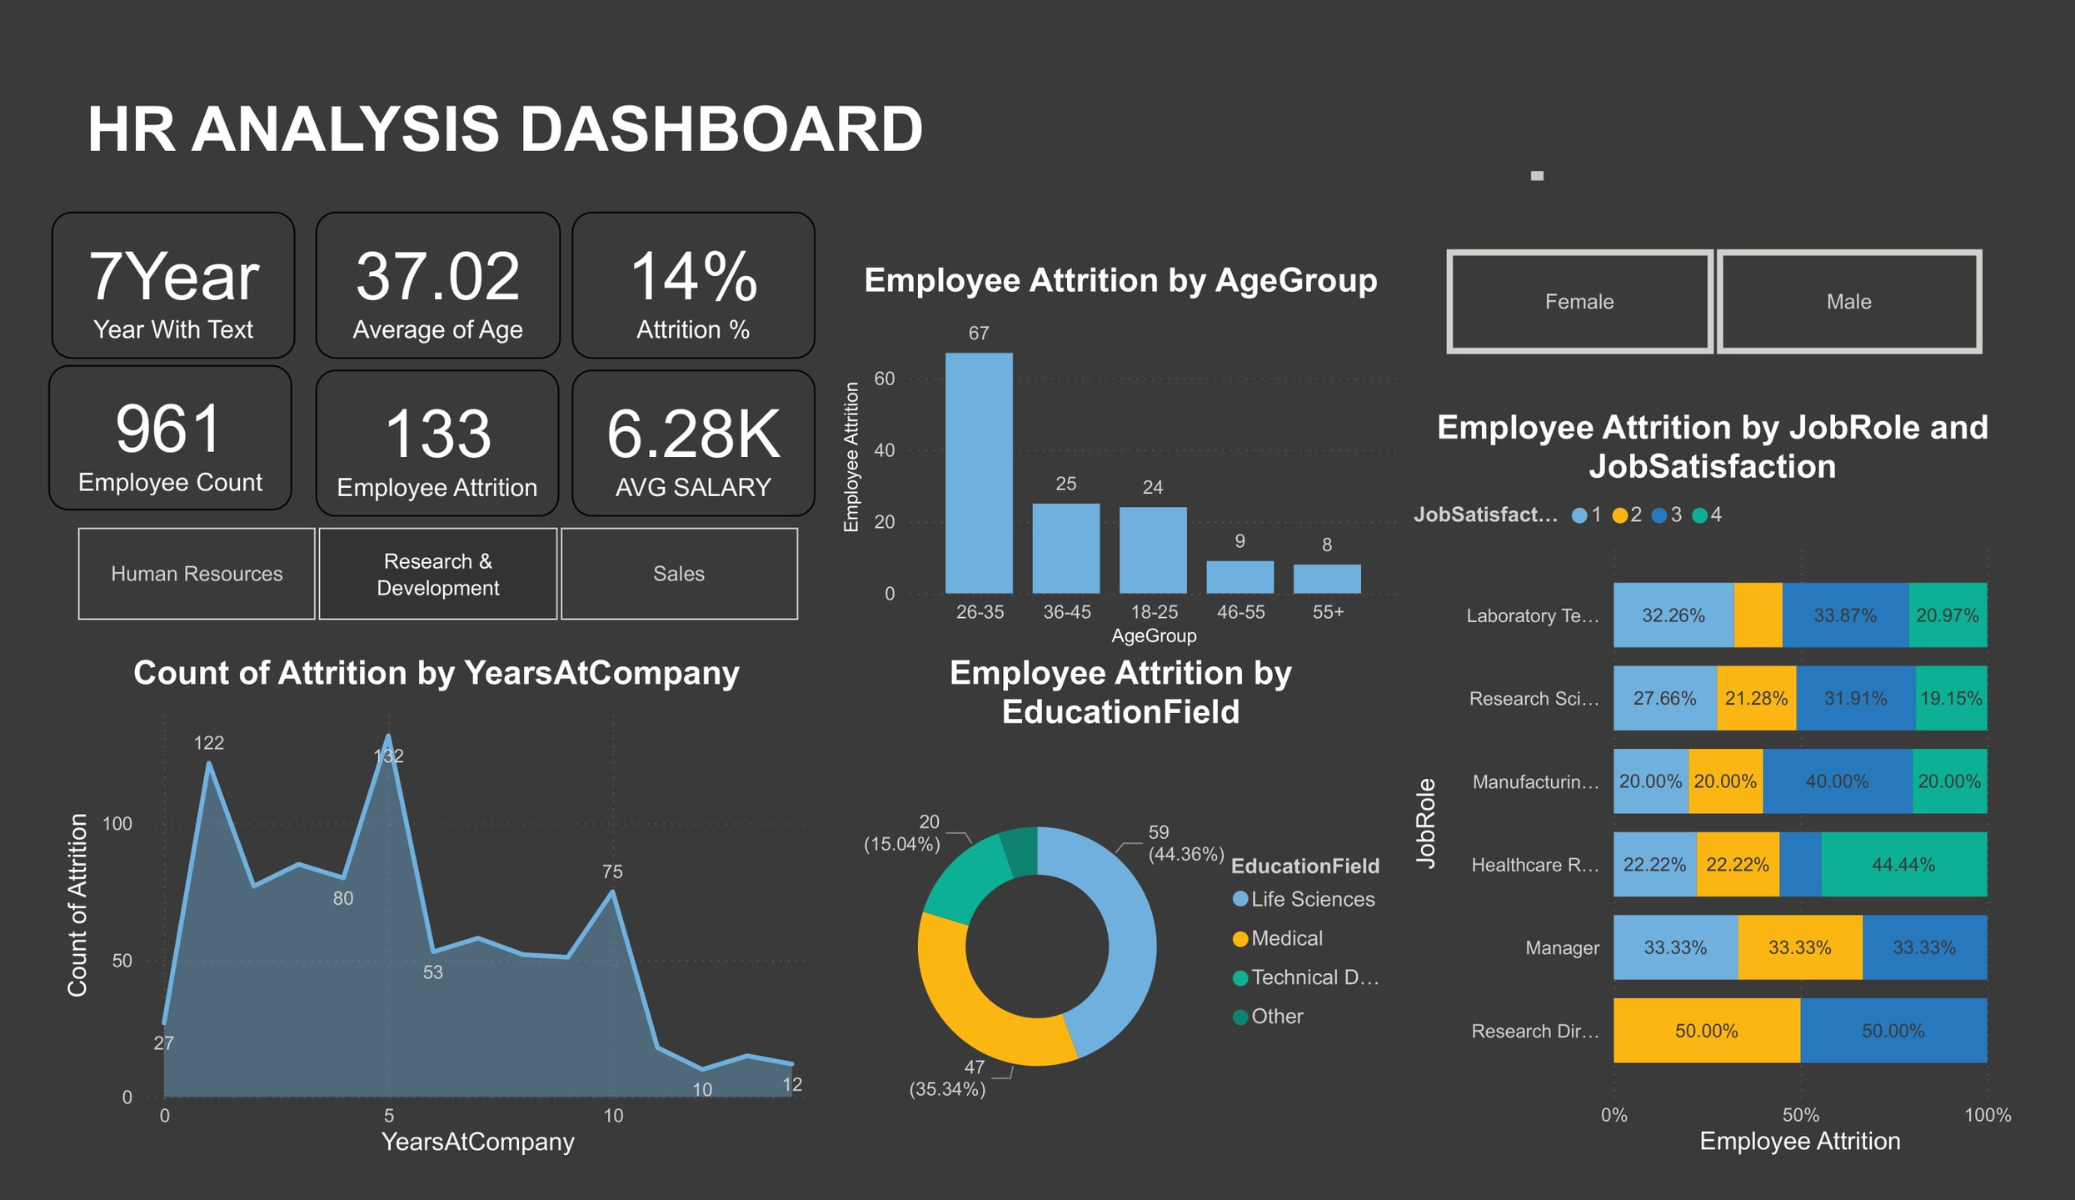 HR ANALYSIS DASHBOARD
7Year
Year With Text
37.02
Average of Age
14%
Attrition %
961
Employee Count
133
Employee Attrition
6.28K
AVG SALARY
Human Resources
Research &
Development
Sales
Employee Attrition by AgeGroup
Employee Attrition
60
40
20
0
67
25
24
9
8
26-35
36-45
18-25
46-55
55+
AgeGroup
Female
Male
Count of Attrition by YearsAtCompany
Count of Attrition
100
50
0
27
122
80
132
53
75
10
12
0
5
10
YearsAtCompany
Employee Attrition by
EducationField
20
(15.04%)
59
(44.36%)
47
(35.34%)
EducationField
Life Sciences
Medical
Technical D...
Other
Employee Attrition by JobRole and
JobSatisfaction
JobSatisfact... 1 2 3 4
JobRole
Laboratory Te... 32.26% 33.87% 20.97%
Research Sci... 27.66% 21.28% 31.91% 19.15%
Manufacturin... 20.00% 20.00% 40.00% 20.00%
Healthcare R... 22.22% 22.22% 44.44%
Manager 33.33% 33.33% 33.33%
Research Dir... 50.00% 50.00%
0% 50% 100%
Employee Attrition